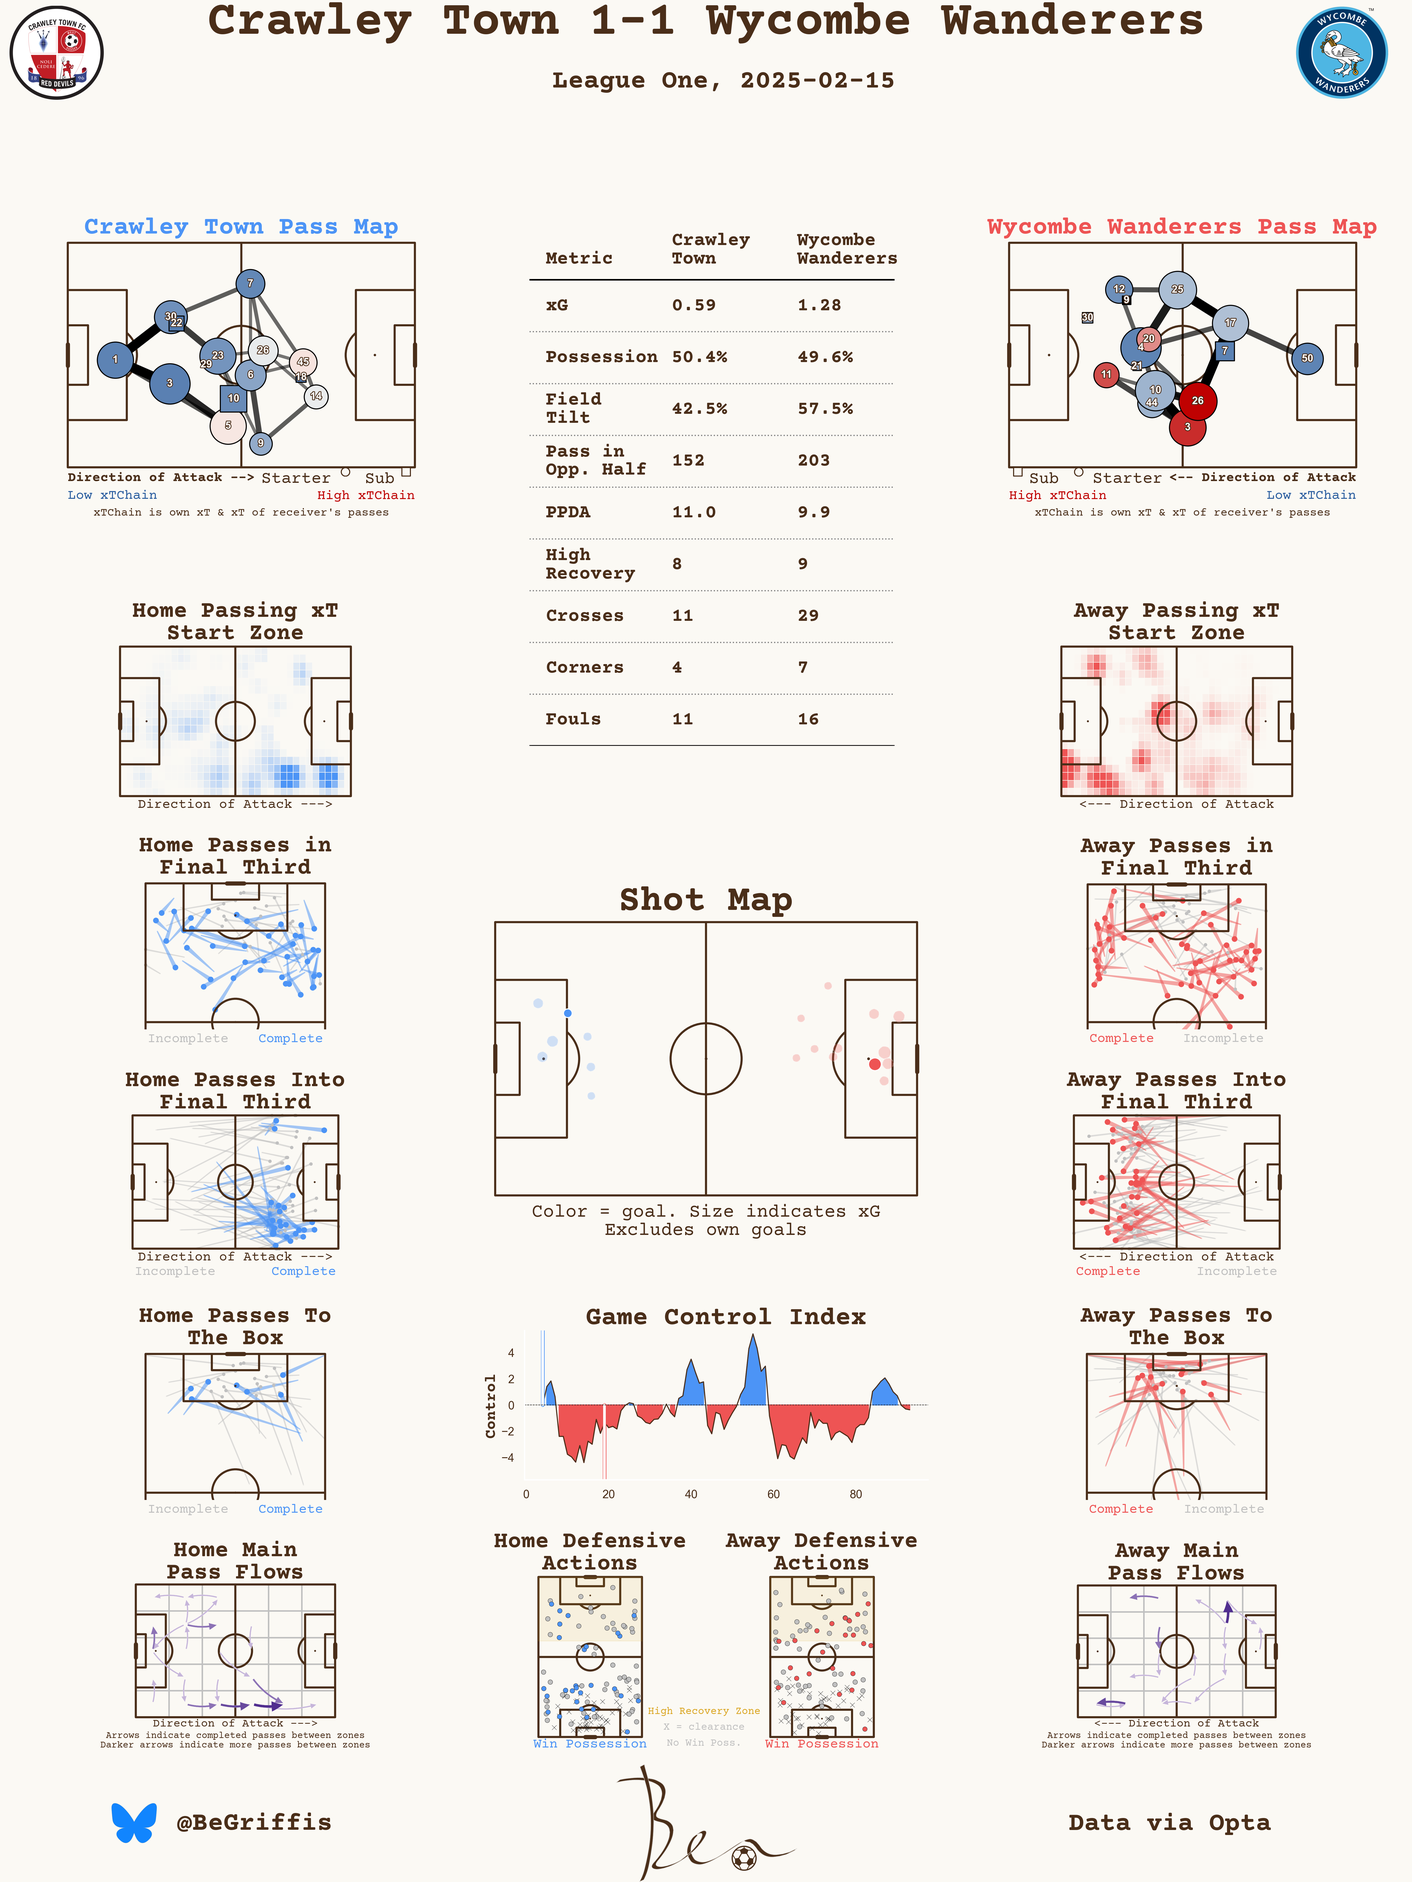 Crawley Town 1-1 Wycombe Wanderers
League One, 2025-02-15
CRAWLEY TOWN FC
NOLI CEDERE
18 96
RED DEVILS
WYCOMBE
WANDERERS
TM
Crawley Town Pass Map
7
30
22
1
23
29
26
45
3
6
18
10
14
5
9
Direction of Attack --> Starter Sub
Low xTChain High xTChain
xTChain is own xT & xT of receiver's passes
Metric Crawley Town Wycombe Wanderers
xG 0.59 1.28
Possession 50.4% 49.6%
Field Tilt 42.5% 57.5%
Pass in Opp. Half 152 203
PPDA 11.0 9.9
High Recovery 8 9
Crosses 11 29
Corners 4 7
Fouls 11 16
Wycombe Wanderers Pass Map
12
9
25
30
17
20
4
7
50
21
11
10
44
26
3
Sub Starter <-- Direction of Attack
High xTChain Low xTChain
xTChain is own xT & xT of receiver's passes
Home Passing xT
Start Zone
Direction of Attack --->
Away Passing xT
Start Zone
<--- Direction of Attack
Home Passes in
Final Third
Incomplete Complete
Away Passes in
Final Third
Complete Incomplete
Shot Map
Color = goal. Size indicates xG
Excludes own goals
Home Passes Into
Final Third
Direction of Attack --->
Incomplete Complete
Away Passes Into
Final Third
<--- Direction of Attack
Complete Incomplete
Home Passes To
The Box
Incomplete Complete
Game Control Index
Control
4
2
0
−2
−4
0 20 40 60 80
Away Passes To
The Box
Complete Incomplete
Home Main
Pass Flows
Direction of Attack --->
Arrows indicate completed passes between zones
Darker arrows indicate more passes between zones
Home Defensive
Actions
Win Possession
High Recovery Zone
X = clearance
No Win Poss.
Away Defensive
Actions
Win Possession
Away Main
Pass Flows
<--- Direction of Attack
Arrows indicate completed passes between zones
Darker arrows indicate more passes between zones
@BeGriffis
Ben
Data via Opta